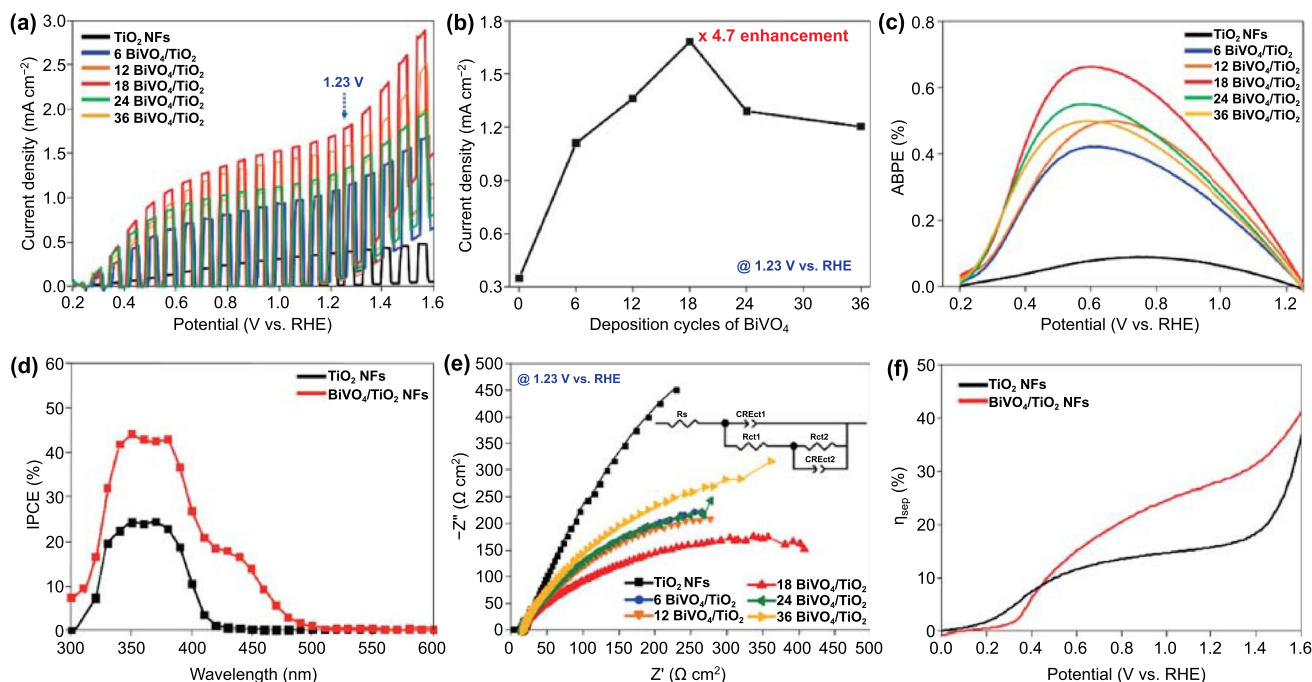 (a)
Current density (mA cm⁻²)
3.0
2.5
2.0
1.5
1.0
0.5
0.0
TiO₂ NFs
6 BiVO₄/TiO₂
12 BiVO₄/TiO₂
18 BiVO₄/TiO₂
24 BiVO₄/TiO₂
36 BiVO₄/TiO₂
1.23 V
0.2 0.4 0.6 0.8 1.0 1.2 1.4 1.6
Potential (V vs. RHE)
(b)
Current density (mA cm⁻²)
1.8
1.5
1.2
0.9
0.6
0.3
x 4.7 enhancement
@ 1.23 V vs. RHE
0 6 12 18 24 30 36
Deposition cycles of BiVO₄
(c)
ABPE (%)
0.8
0.6
0.4
0.2
0.0
TiO₂ NFs
6 BiVO₄/TiO₂
12 BiVO₄/TiO₂
18 BiVO₄/TiO₂
24 BiVO₄/TiO₂
36 BiVO₄/TiO₂
0.2 0.4 0.6 0.8 1.0 1.2
Potential (V vs. RHE)
(d)
IPCE (%)
60
50
40
30
20
10
0
TiO₂ NFs
BiVO₄/TiO₂ NFs
300 350 400 450 500 550 600
Wavelength (nm)
(e)
−Z″ (Ω cm²)
500
450
400
350
300
250
200
150
100
50
0
@ 1.23 V vs. RHE
Rs
CREct1
Rct1
Rct2
CREct2
TiO₂ NFs
6 BiVO₄/TiO₂
12 BiVO₄/TiO₂
18 BiVO₄/TiO₂
24 BiVO₄/TiO₂
36 BiVO₄/TiO₂
0 50 100 150 200 250 300 350 400 450 500
Z' (Ω cm²)
(f)
ηsep (%)
50
40
30
20
10
0
TiO₂ NFs
BiVO₄/TiO₂ NFs
0.0 0.2 0.4 0.6 0.8 1.0 1.2 1.4 1.6
Potential (V vs. RHE)